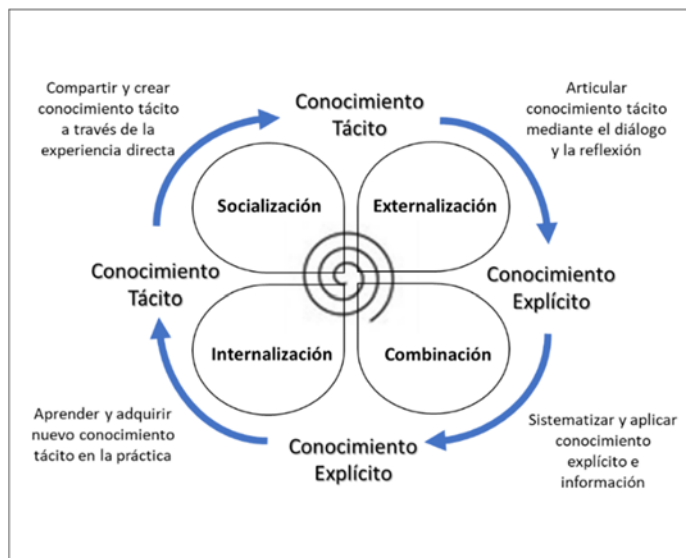 Compartir y crear
conocimiento tácito
a través de la
experiencia directa
Conocimiento
Tácito
Articular
conocimiento tácito
mediante el diálogo
y la reflexión
Socialización
Externalización
Conocimiento
Tácito
Conocimiento
Explícito
Internalización
Combinación
Aprender y adquirir
nuevo conocimiento
tácito en la práctica
Conocimiento
Explícito
Sistematizar y aplicar
conocimiento
explícito e
información